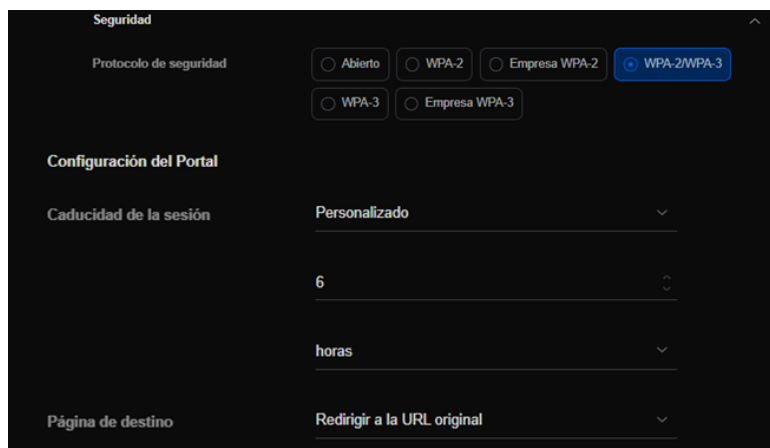 Seguridad
Protocolo de seguridad
Abierto
WPA-2
Empresa WPA-2
WPA-2/WPA-3
WPA-3
Empresa WPA-3
Configuración del Portal
Caducidad de la sesión
Personalizado
6
horas
Página de destino
Redirigir a la URL original